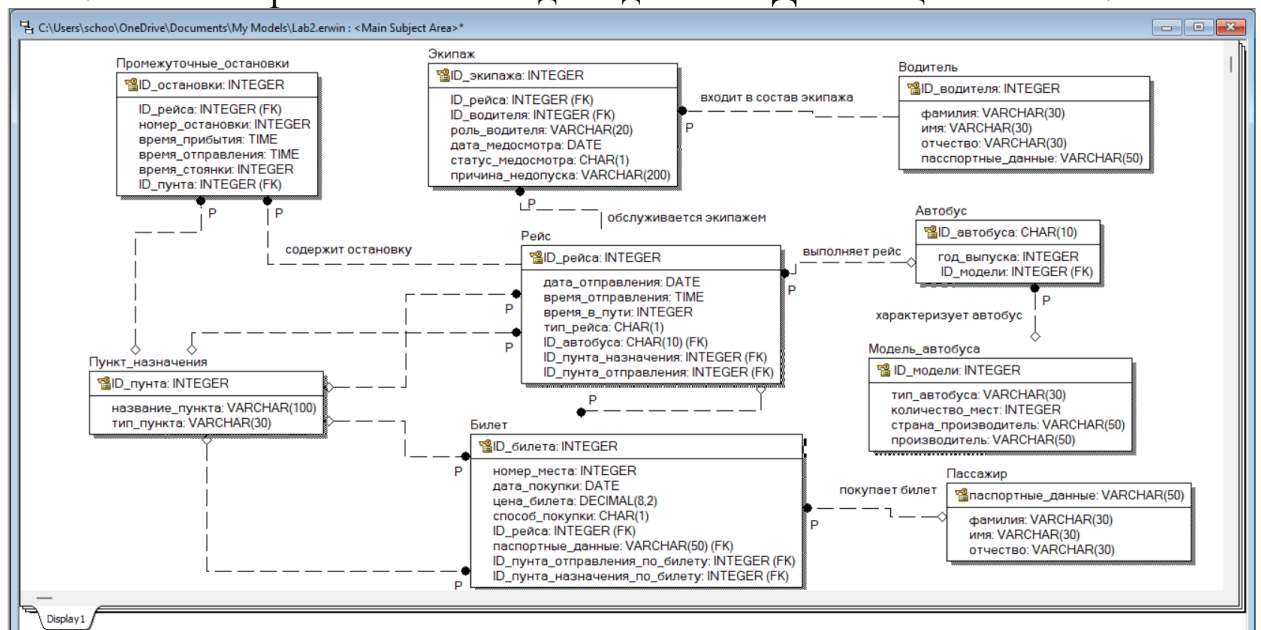 C:\Users\schoo\OneDrive\Documents\My Models\Lab2.erwin : <Main Subject Area>*
Промежуточные_остановки
ID_остановки: INTEGER
ID_рейса: INTEGER (FK)
номер_остановки: INTEGER
время_прибытия: TIME
время_отправления: TIME
время_стоянки: INTEGER
ID_пунта: INTEGER (FK)
P
P
Экипаж
ID_экипажа: INTEGER
ID_рейса: INTEGER (FK)
ID_водителя: INTEGER (FK)
роль_водителя: VARCHAR(20)
дата_медосмотра: DATE
статус_медосмотра: CHAR(1)
причина_недопуска: VARCHAR(200)
P
входит в состав экипажа
P
Водитель
ID_водителя: INTEGER
фамилия: VARCHAR(30)
имя: VARCHAR(30)
отчество: VARCHAR(30)
пасспортные_данные: VARCHAR(50)
обслуживается экипажем
содержит остановку
Рейс
ID_рейса: INTEGER
дата_отправления: DATE
время_отправления: TIME
время_в_пути: INTEGER
тип_рейса: CHAR(1)
ID_автобуса: CHAR(10) (FK)
ID_пунта_назначения: INTEGER (FK)
ID_пунта_отправления: INTEGER (FK)
P
P
выполняет рейс
P
Автобус
ID_автобуса: CHAR(10)
год_выпуска: INTEGER
ID_модели: INTEGER (FK)
P
характеризует автобус
Модель_автобуса
ID_модели: INTEGER
тип_автобуса: VARCHAR(30)
количество_мест: INTEGER
страна_производитель: VARCHAR(50)
производитель: VARCHAR(50)
Пункт_назначения
ID_пунта: INTEGER
название_пункта: VARCHAR(100)
тип_пункта: VARCHAR(30)
P
Билет
ID_билета: INTEGER
номер_места: INTEGER
дата_покупки: DATE
цена_билета: DECIMAL(8,2)
способ_покупки: CHAR(1)
ID_рейса: INTEGER (FK)
паспортные_данные: VARCHAR(50) (FK)
ID_пунта_отправления_по_билету: INTEGER (FK)
ID_пунта_назначения_по_билету: INTEGER (FK)
P
P
покупает билет
P
Пассажир
паспортные_данные: VARCHAR(50)
фамилия: VARCHAR(30)
имя: VARCHAR(30)
отчество: VARCHAR(30)
Display1